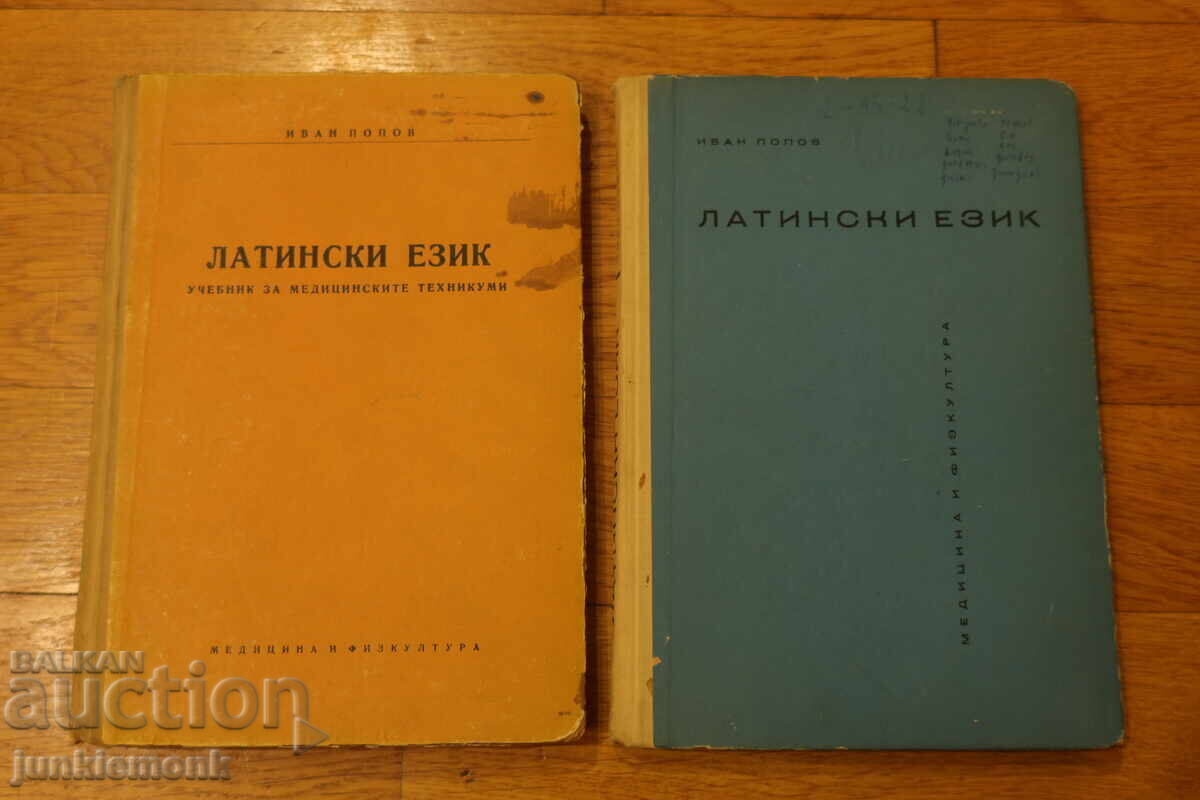 ИВАН ПОПОВ
ЛАТИНСКИ ЕЗИК
УЧЕБНИК ЗА МЕДИЦИНСКИТЕ ТЕХНИКУМИ
МЕДИЦИНА И ФИЗКУЛТУРА
ИВАН ПОПОВ
ЛАТИНСКИ ЕЗИК
МЕДИЦИНА И ФИЗКУЛТУРА
BALKAN
auction
junkiemonk